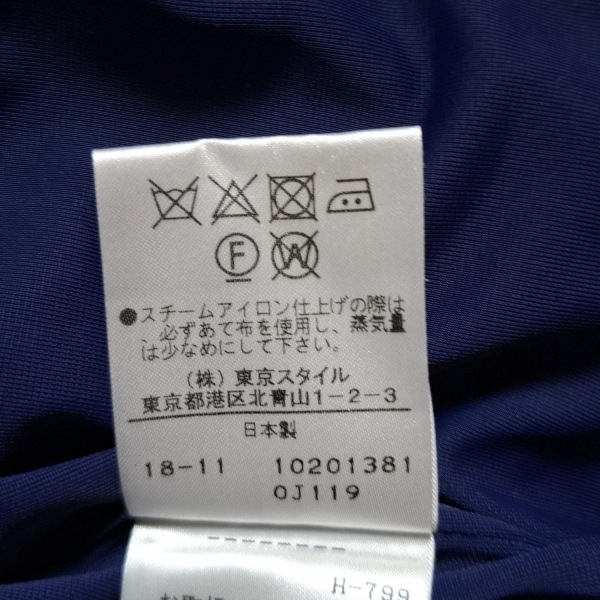 F W
●スチームアイロン仕上げの際は
必ずあて布を使用し、蒸気量
は少なめにして下さい。
(株)東京スタイル
東京都港区北青山1-2-3
日本製
18-11 10201381
OJ119
H-799